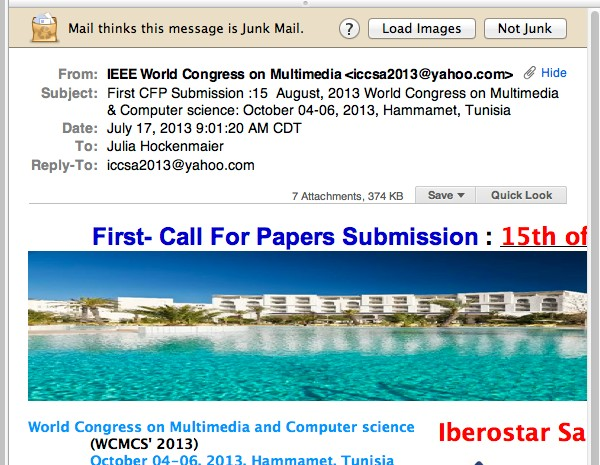 Mail thinks this message is Junk Mail.
? Load Images Not Junk
From: IEEE World Congress on Multimedia <iccsa2013@yahoo.com> Hide
Subject: First CFP Submission :15 August, 2013 World Congress on Multimedia
& Computer science: October 04-06, 2013, Hammamet, Tunisia
Date: July 17, 2013 9:01:20 AM CDT
To: Julia Hockenmaier
Reply-To: iccsa2013@yahoo.com
7 Attachments, 374 KB Save Quick Look
First- Call For Papers Submission : 15th of
World Congress on Multimedia and Computer science
(WCMCS' 2013)
October 04-06, 2013, Hammamet, Tunisia
Iberostar Sa